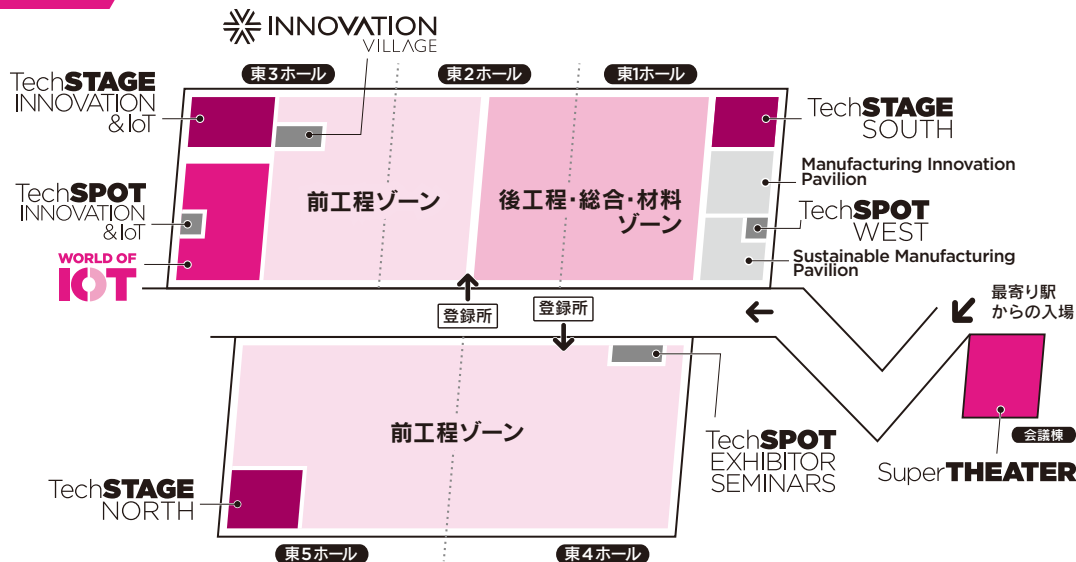 INNOVATION
VILLAGE
東3ホール
東2ホール
東1ホール
TechSTAGE
INNOVATION
& IoT
TechSTAGE
SOUTH
Manufacturing Innovation
Pavilion
TechSPOT
INNOVATION
& IoT
前工程ゾーン
後工程・総合・材料
ゾーン
TechSPOT
WEST
WORLD OF
IOT
Sustainable Manufacturing
Pavilion
最寄り駅
からの入場
登録所
登録所
前工程ゾーン
会議棟
SuperTHEATER
TechSPOT
EXHIBITOR
SEMINARS
TechSTAGE
NORTH
東5ホール
東4ホール